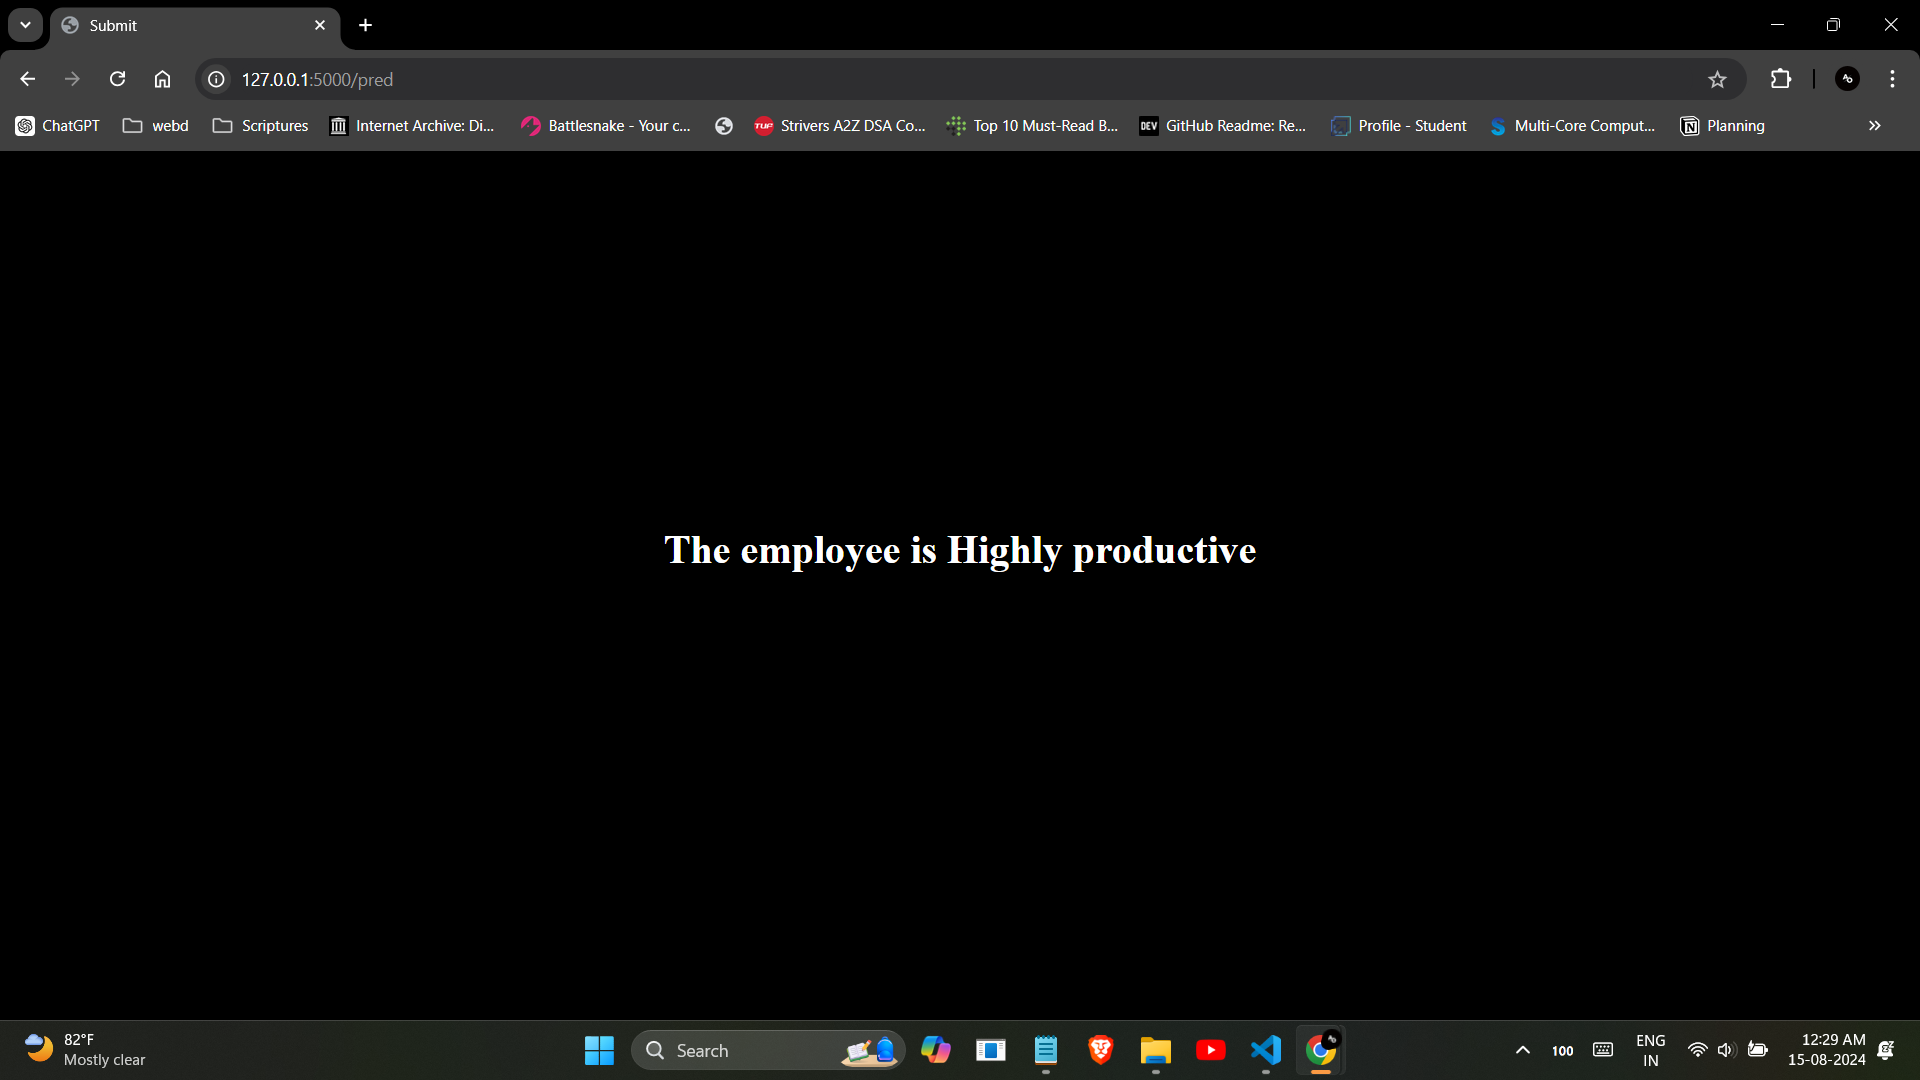 Submit
127.0.0.1:5000/pred
ChatGPT webd Scriptures Internet Archive: Di... Battlesnake - Your c... TUF Strivers A2Z DSA Co... Top 10 Must-Read B... DEV GitHub Readme: Re... Profile - Student Multi-Core Comput... Planning
The employee is Highly productive
82°F
Mostly clear
Search
100
ENG
IN
12:29 AM
15-08-2024